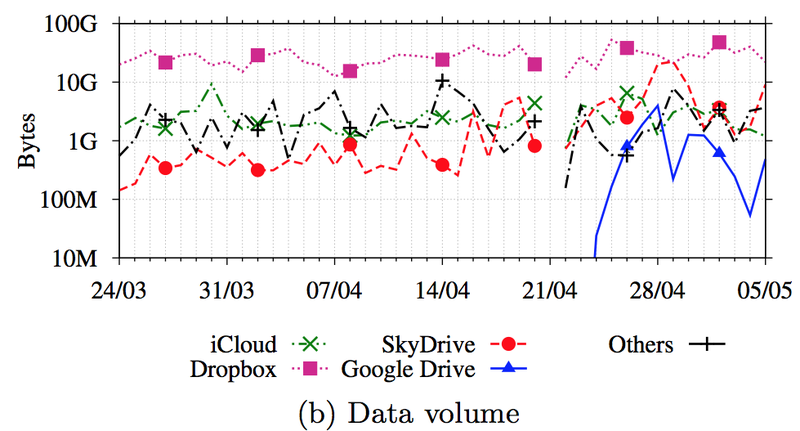 100G
10G
1G
100M
10M
Bytes
24/03 31/03 07/04 14/04 21/04 28/04 05/05
iCloud SkyDrive Others
Dropbox Google Drive
(b) Data volume